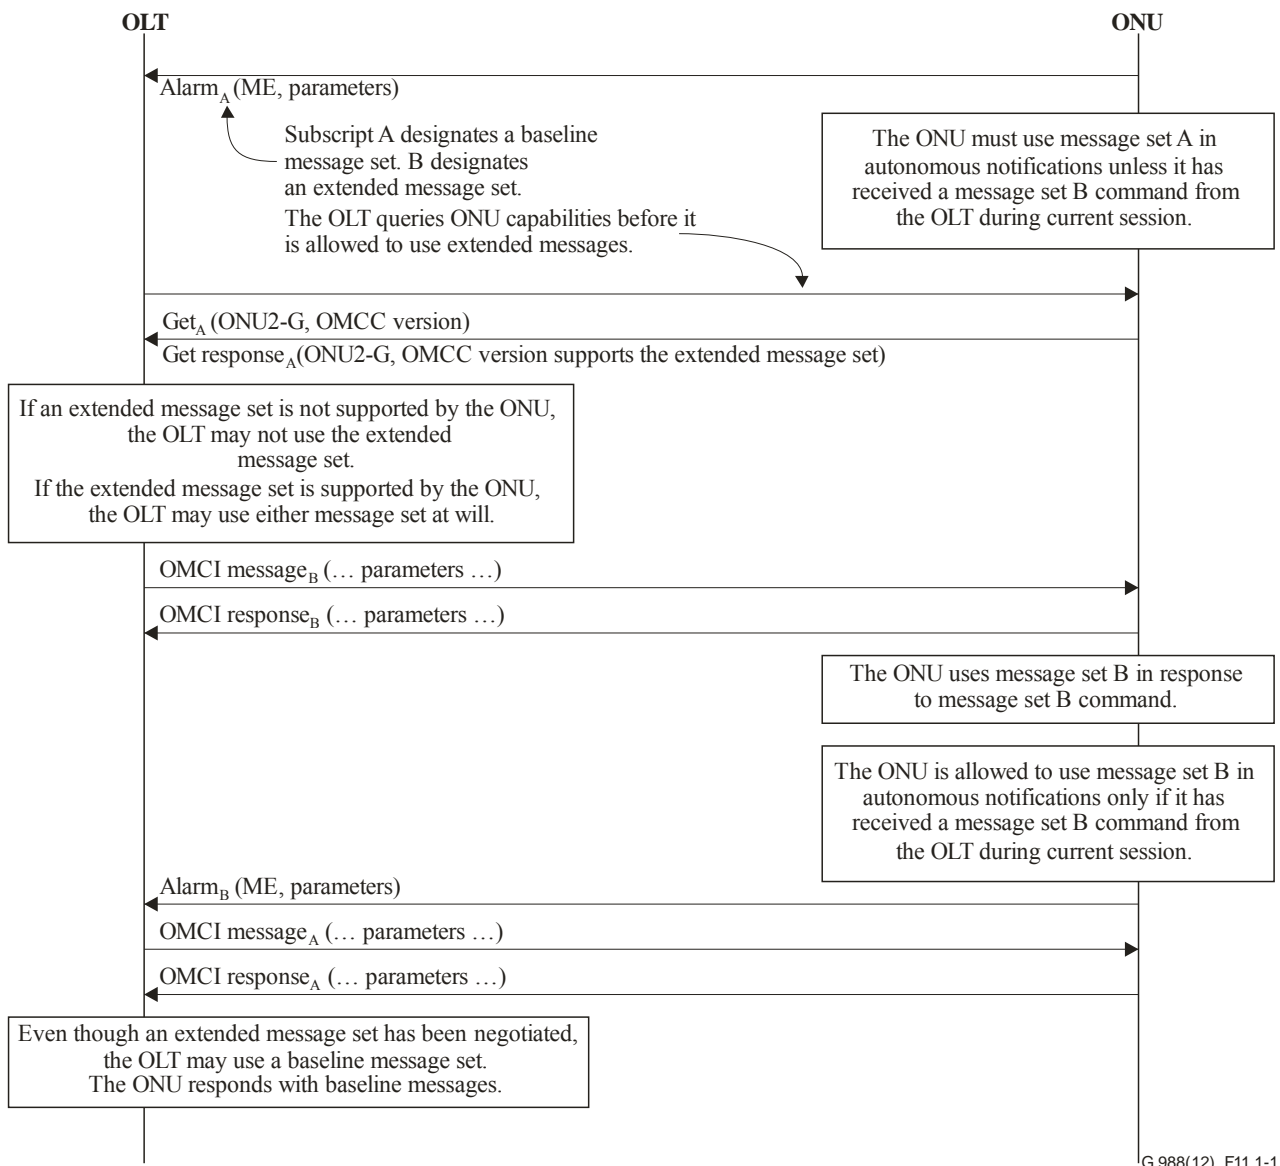 OLT
ONU
Alarm_A (ME, parameters)
Subscript A designates a baseline
message set. B designates
an extended message set.
The OLT queries ONU capabilities before it
is allowed to use extended messages.
The ONU must use message set A in
autonomous notifications unless it has
received a message set B command from
the OLT during current session.
Get_A (ONU2-G, OMCC version)
Get response_A(ONU2-G, OMCC version supports the extended message set)
If an extended message set is not supported by the ONU,
the OLT may not use the extended
message set.
If the extended message set is supported by the ONU,
the OLT may use either message set at will.
OMCI message_B (… parameters …)
OMCI response_B (… parameters …)
The ONU uses message set B in response
to message set B command.
The ONU is allowed to use message set B in
autonomous notifications only if it has
received a message set B command from
the OLT during current session.
Alarm_B (ME, parameters)
OMCI message_A (… parameters …)
OMCI response_A (… parameters …)
Even though an extended message set has been negotiated,
the OLT may use a baseline message set.
The ONU responds with baseline messages.
G.988(12)_F11.1-1